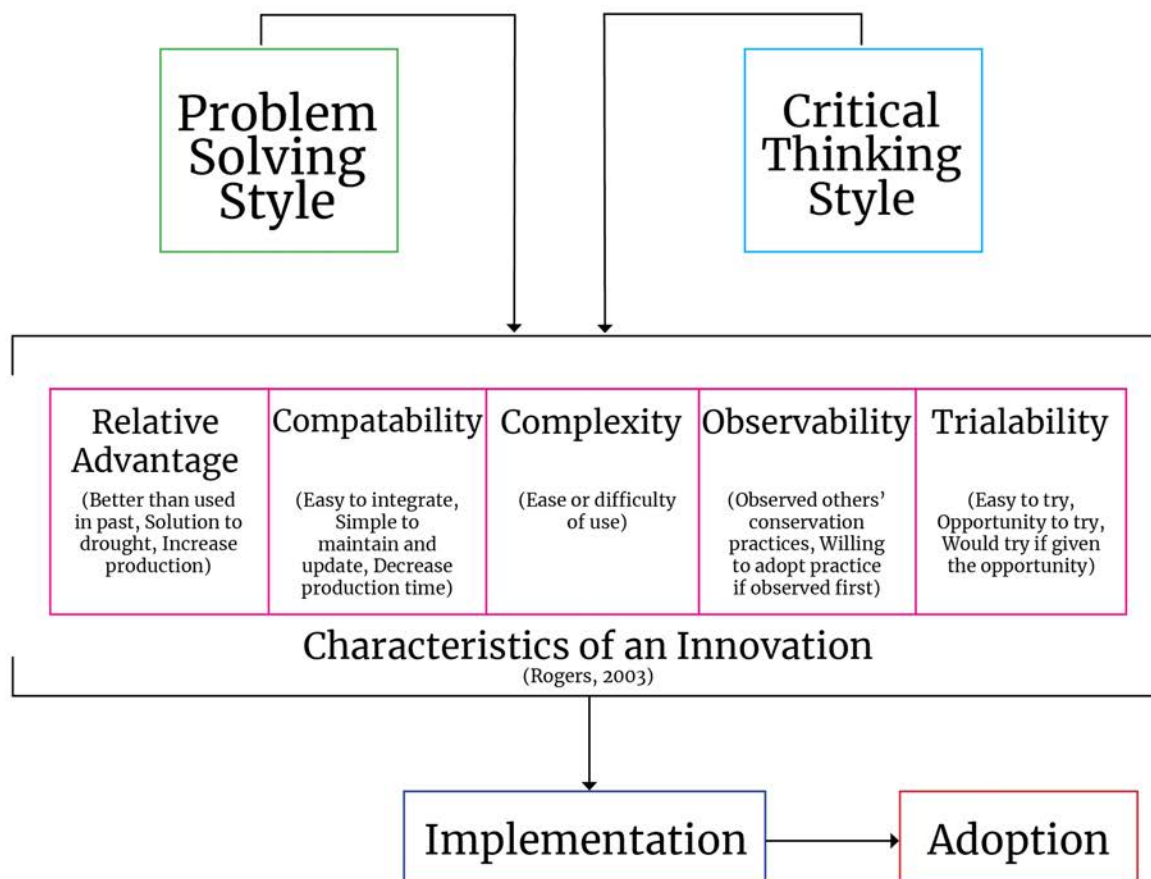 Problem
Solving
Style
Critical
Thinking
Style
Relative
Advantage
(Better than used
in past, Solution to
drought, Increase
production)
Compatability
(Easy to integrate,
Simple to
maintain and
update, Decrease
production time)
Complexity
(Ease or difficulty
of use)
Observability
(Observed others’
conservation
practices, Willing
to adopt practice
if observed first)
Trialability
(Easy to try,
Opportunity to try,
Would try if given
the opportunity)
Characteristics of an Innovation
(Rogers, 2003)
Implementation
Adoption